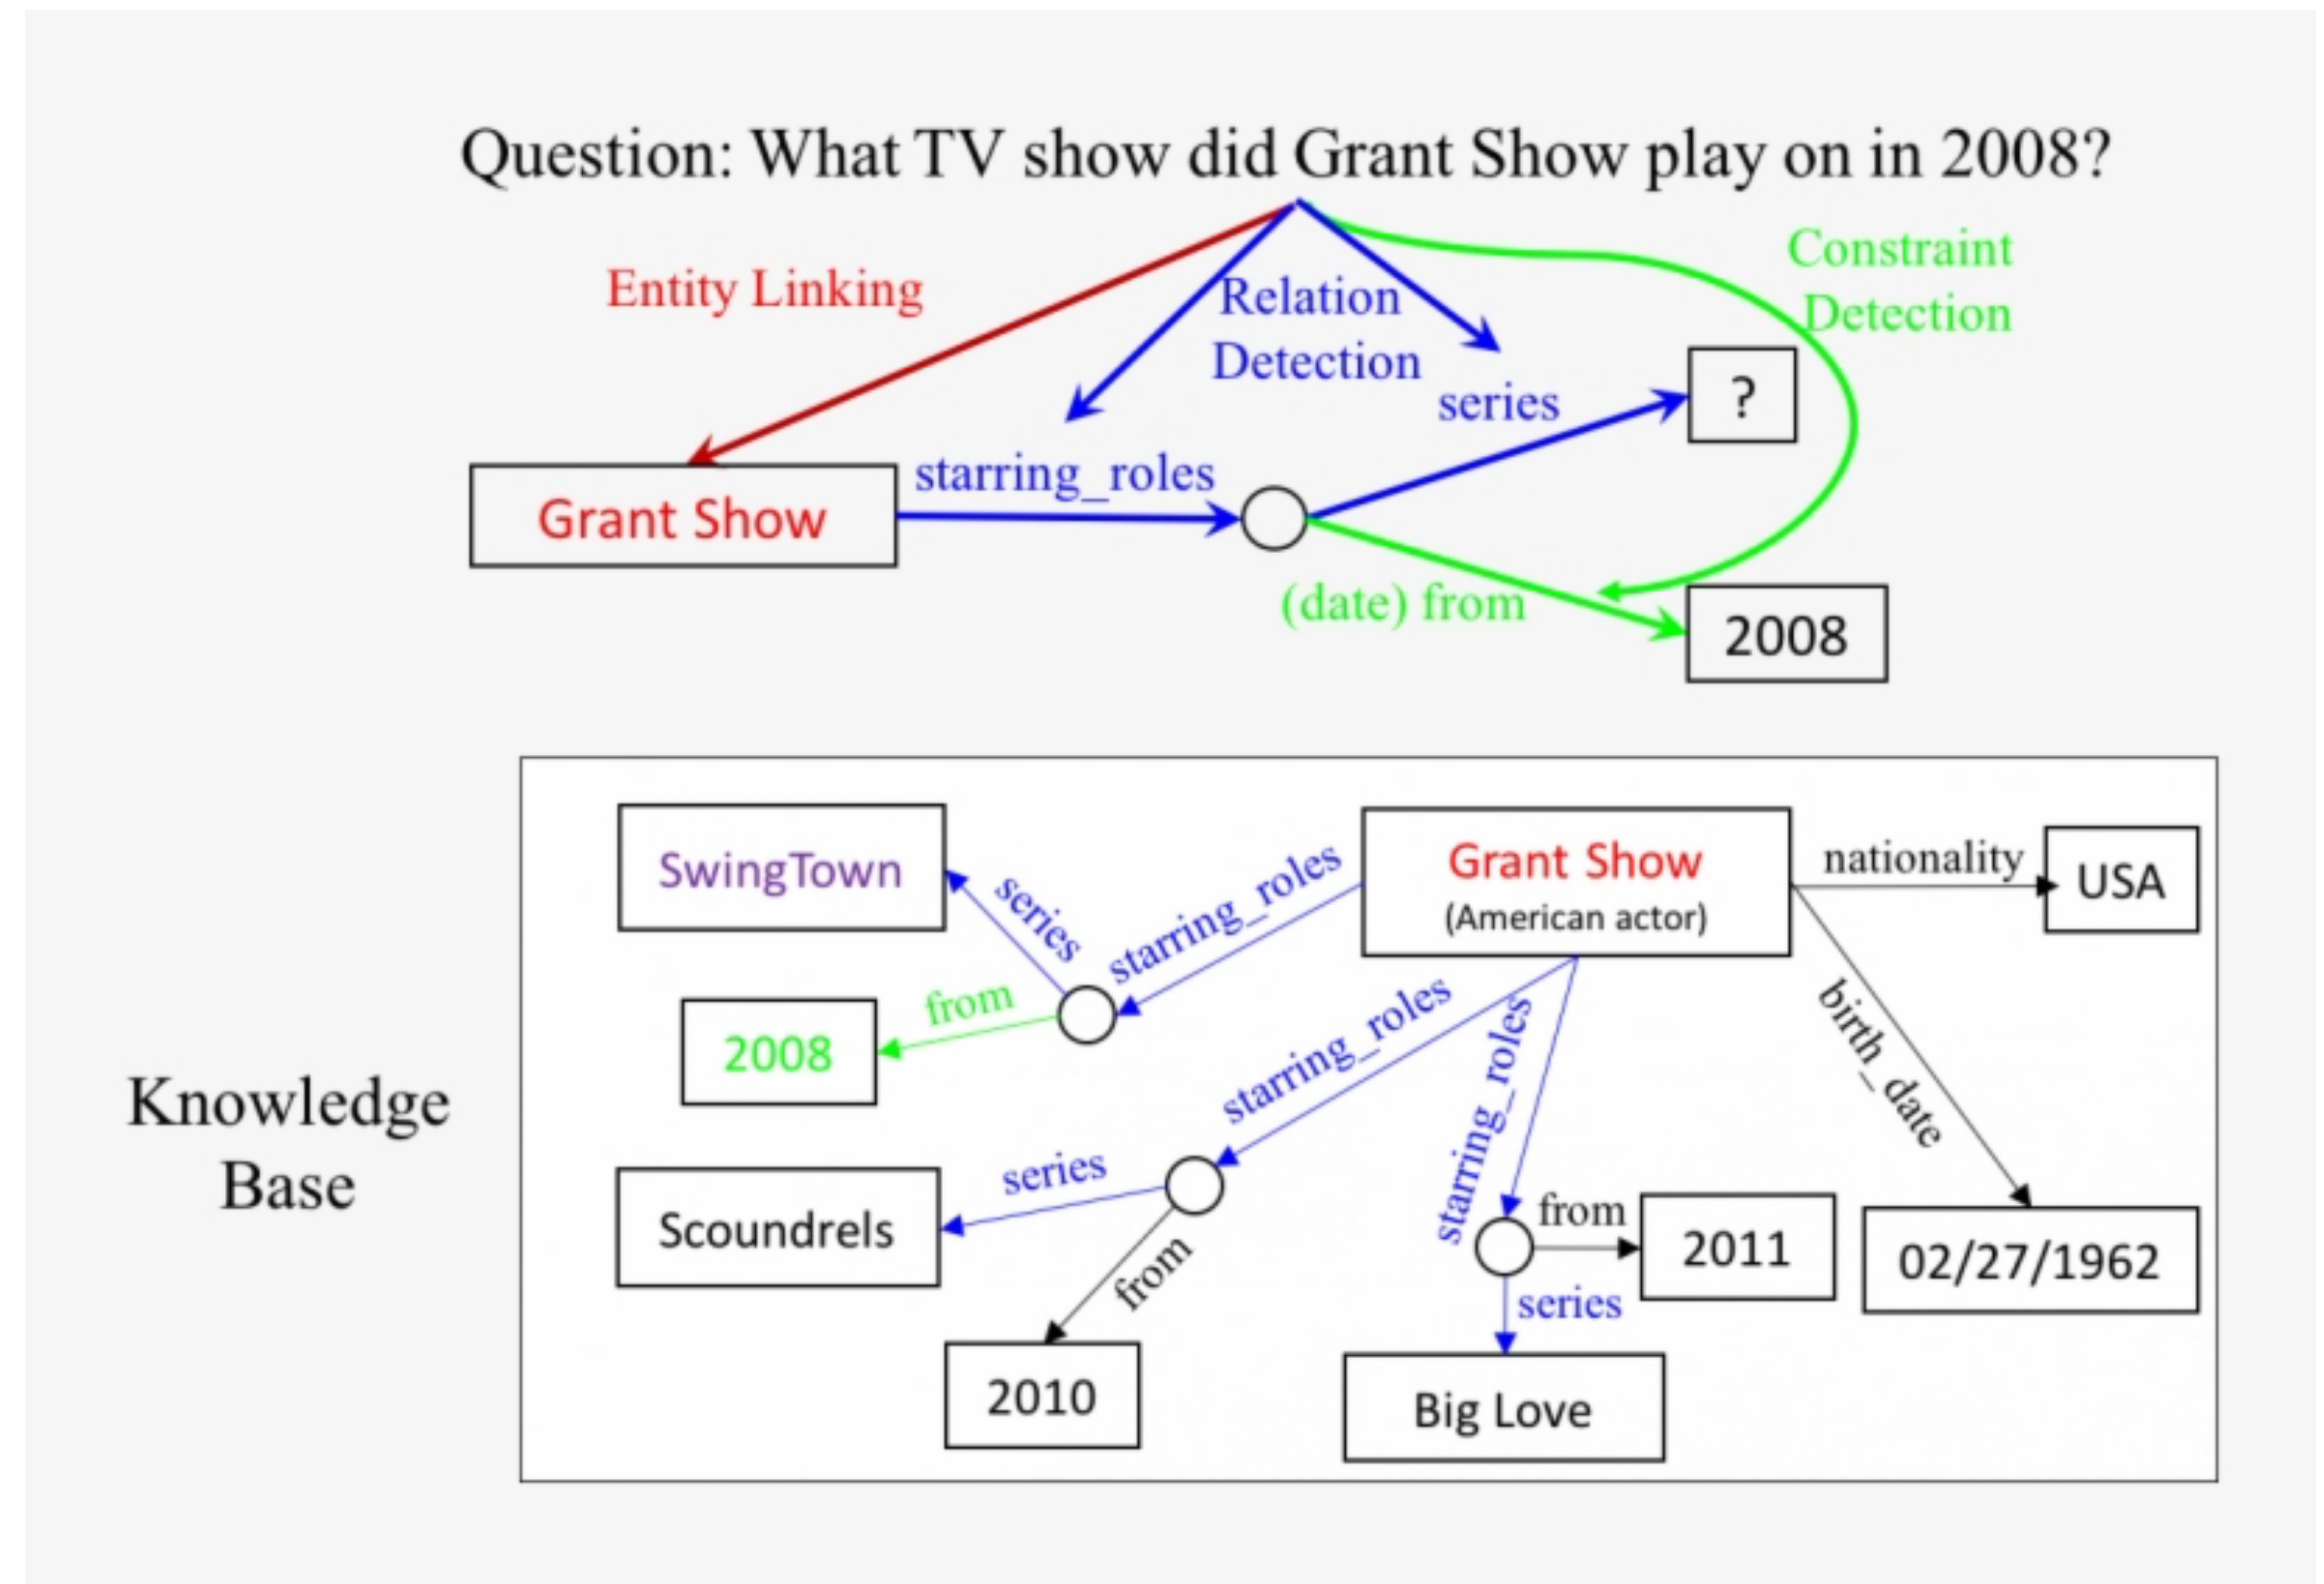 Question: What TV show did Grant Show play on in 2008?
Entity Linking
Relation
Detection
Constraint
Detection
series
?
starring_roles
Grant Show
(date) from
2008
SwingTown
series
starring_roles
Grant Show
(American actor)
nationality
USA
from
2008
starring_roles
starring_roles
birth_date
Knowledge
Base
series
Scoundrels
from
2010
from
2011
02/27/1962
series
Big Love